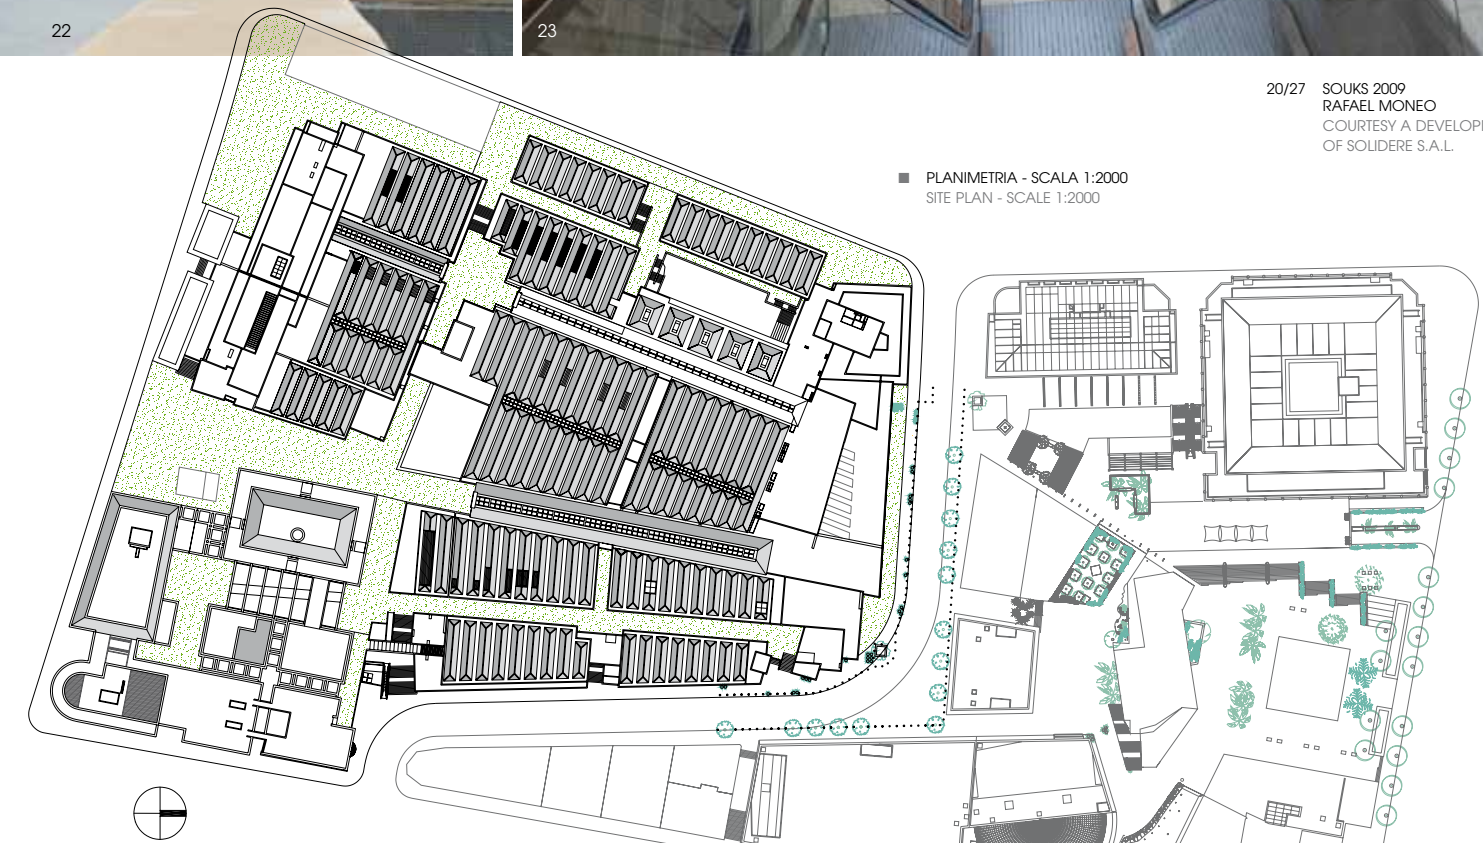 22
23
20/27 SOUKS 2009
RAFAEL MONEO
COURTESY A DEVELOP
OF SOLIDERE S.A.L.
PLANIMETRIA - SCALA 1:2000
SITE PLAN - SCALE 1:2000